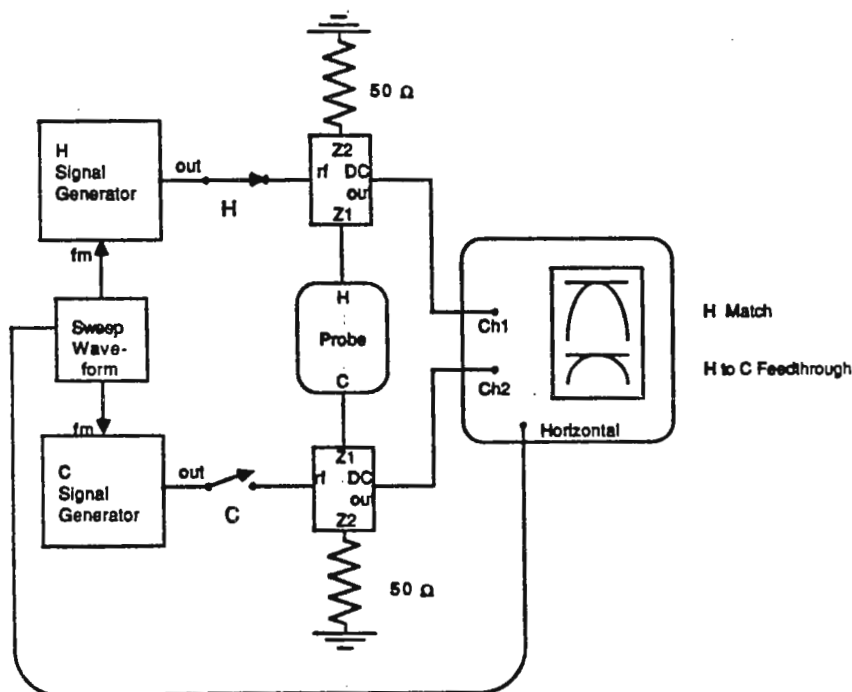 50 Ω
H
Signal
Generator
out
H
Z2
rf
DC
out
Z1
fm
Sweep
Wave-
form
H
Probe
C
Ch1
Ch2
Horizontal
H Match
H to C Feedthrough
fm
C
Signal
Generator
out
C
Z1
rf
DC
out
Z2
50 Ω